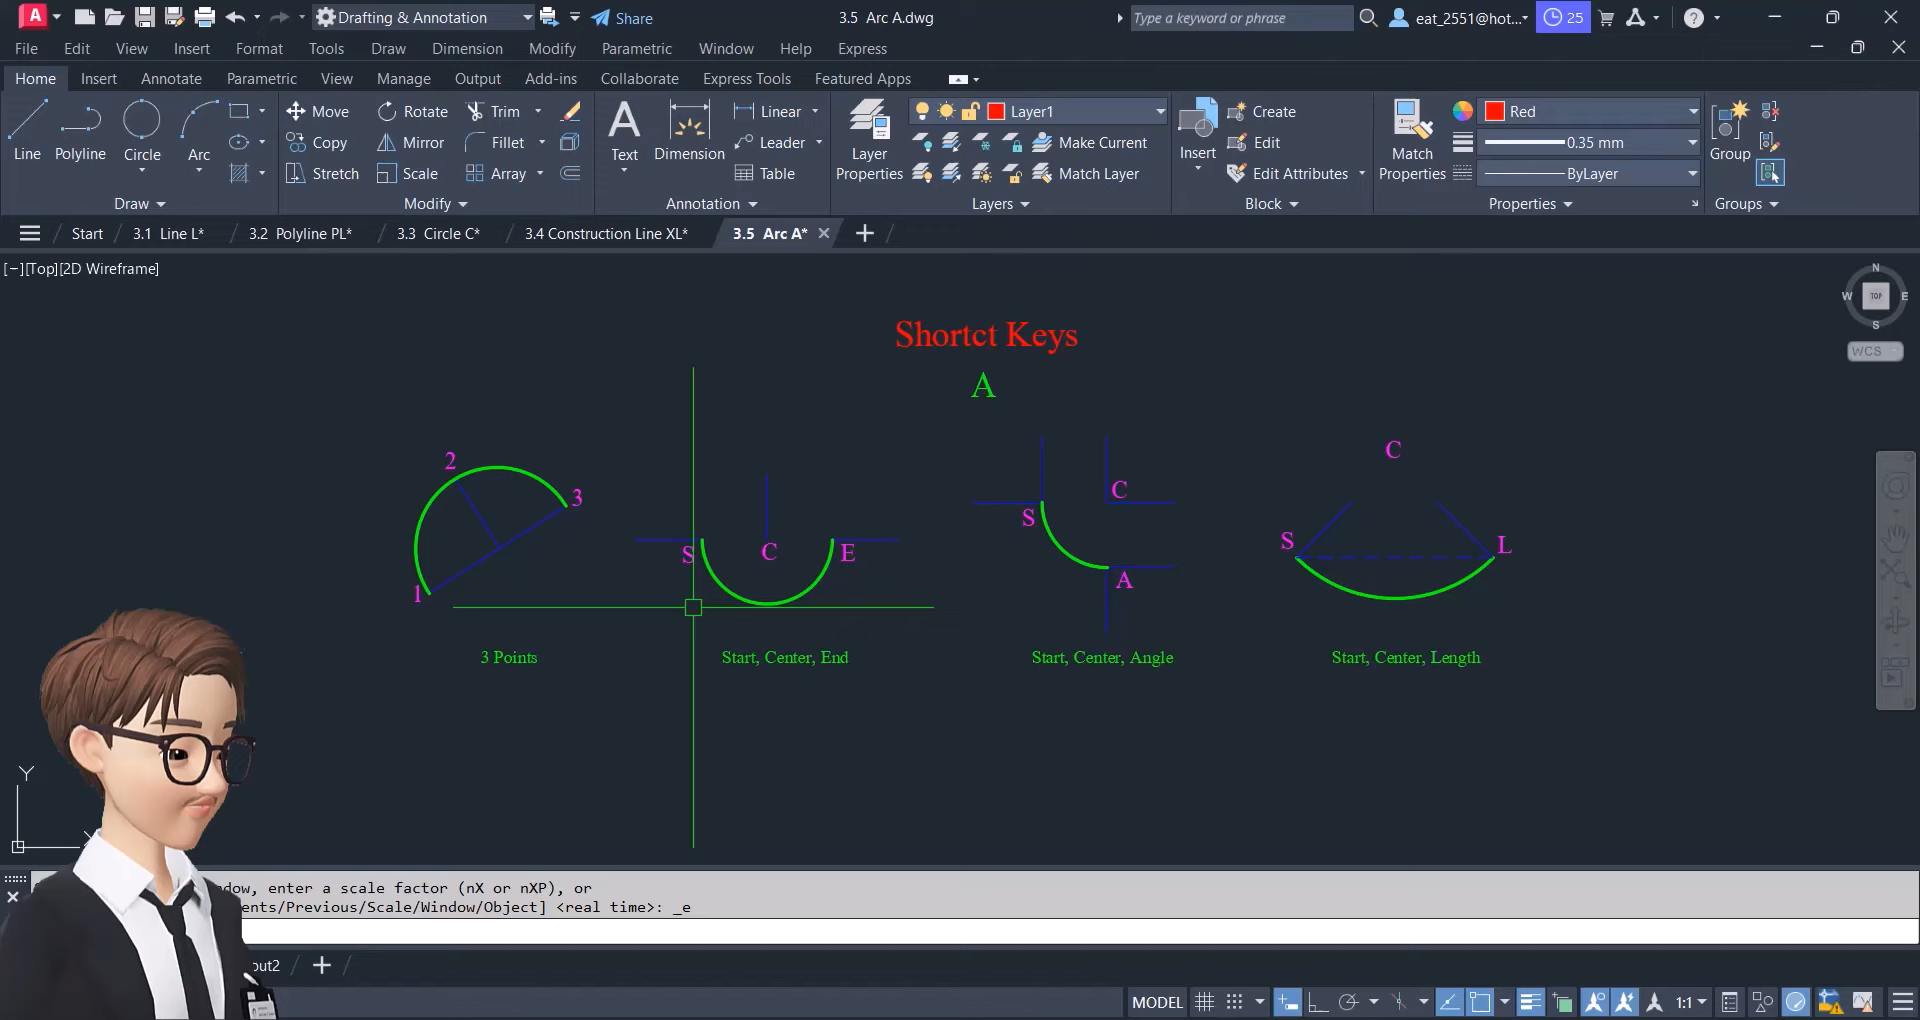 A Drafting & Annotation Share 3.5 Arc A.dwg Type a keyword or phrase eat_2551@hot... 25
File Edit View Insert Format Tools Draw Dimension Modify Parametric Window Help Express
Home Insert Annotate Parametric View Manage Output Add-ins Collaborate Express Tools Featured Apps
Move Rotate Trim Linear Layer1 Create Red
Copy Mirror Fillet Leader Make Current Edit 0.35 mm
Line Polyline Circle Arc Text Dimension Layer Properties Insert Match Properties Group
Stretch Scale Array Table Match Layer Edit Attributes ByLayer
Draw Modify Annotation Layers Block Properties Groups
Start 3.1 Line L* 3.2 Polyline PL* 3.3 Circle C* 3.4 Construction Line XL* 3.5 Arc A*
[−][Top][2D Wireframe]
N
W TOP E
S
WCS
Shortct Keys
A
2
3
1
S C E
C
S
A
C
S L
3 Points Start, Center, End Start, Center, Angle Start, Center, Length
Y
dow, enter a scale factor (nX or nXP), or
ents/Previous/Scale/Window/Object] <real time>: _e
out2
MODEL 1:1